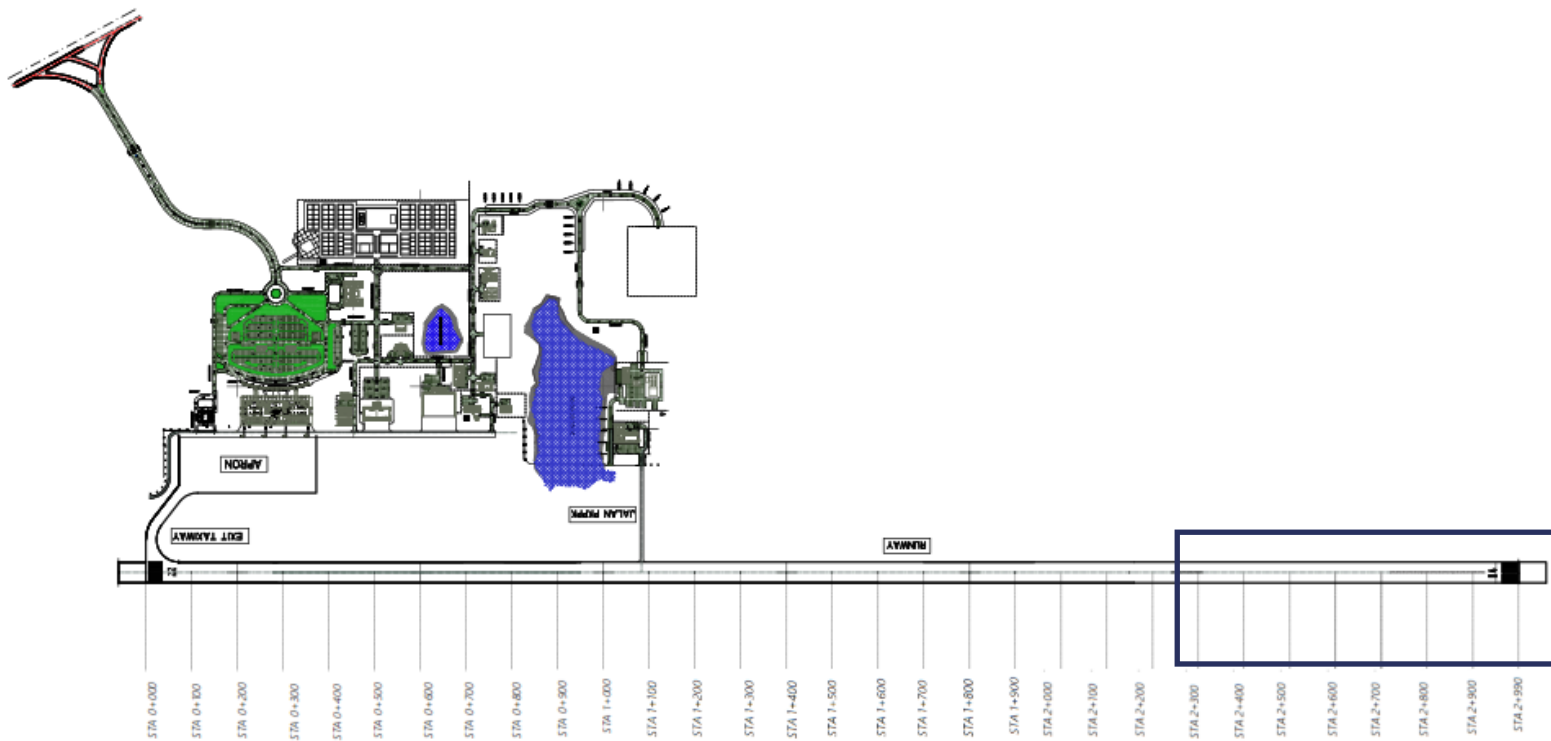 APRON
EXIT TAXIWAY
JALAN PKPPK
RUNWAY
STA 0+000
STA 0+100
STA 0+200
STA 0+300
STA 0+400
STA 0+500
STA 0+600
STA 0+700
STA 0+800
STA 0+900
STA 1+000
STA 1+100
STA 1+200
STA 1+300
STA 1+400
STA 1+500
STA 1+600
STA 1+700
STA 1+800
STA 1+900
STA 2+000
STA 2+100
STA 2+200
STA 2+300
STA 2+400
STA 2+500
STA 2+600
STA 2+700
STA 2+800
STA 2+900
STA 2+990